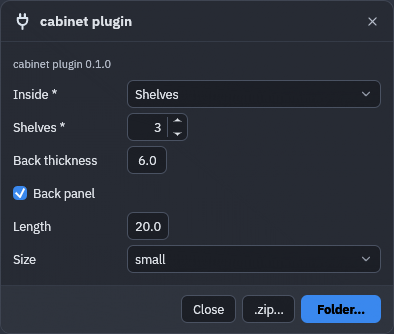 cabinet plugin
cabinet plugin 0.1.0
Inside * Shelves
Shelves * 3
Back thickness 6.0
Back panel
Length 20.0
Size small
Close .zip... Folder...